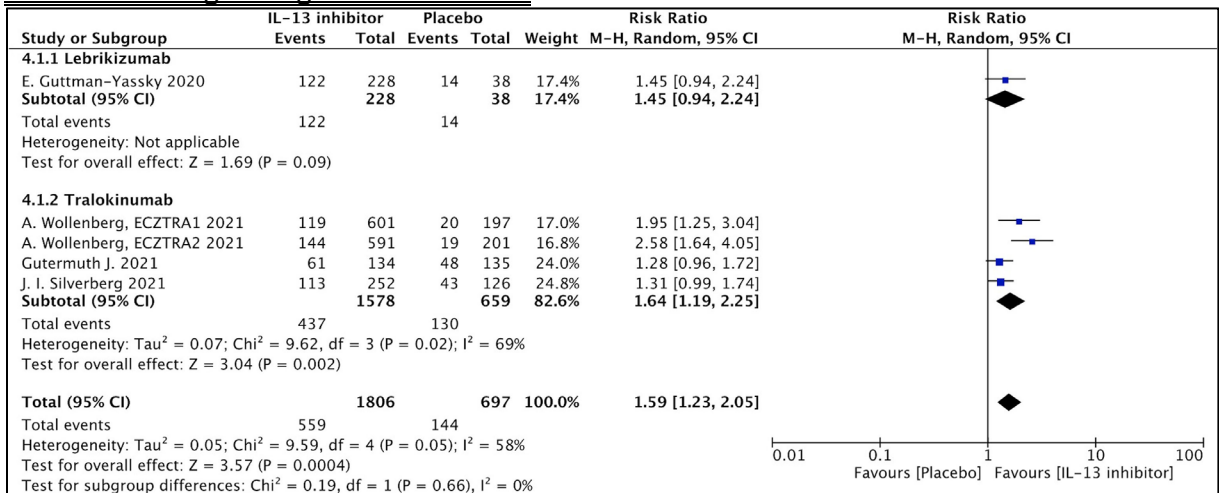 IL-13 inhibitor Placebo Risk Ratio Risk Ratio
Study or Subgroup Events Total Events Total Weight M-H, Random, 95% CI M-H, Random, 95% CI
4.1.1 Lebrikizumab
E. Guttman-Yassky 2020 122 228 14 38 17.4% 1.45 [0.94, 2.24]
Subtotal (95% CI) 228 38 17.4% 1.45 [0.94, 2.24]
Total events 122 14
Heterogeneity: Not applicable
Test for overall effect: Z = 1.69 (P = 0.09)
4.1.2 Tralokinumab
A. Wollenberg, ECZTRA1 2021 119 601 20 197 17.0% 1.95 [1.25, 3.04]
A. Wollenberg, ECZTRA2 2021 144 591 19 201 16.8% 2.58 [1.64, 4.05]
Gutermuth J. 2021 61 134 48 135 24.0% 1.28 [0.96, 1.72]
J. I. Silverberg 2021 113 252 43 126 24.8% 1.31 [0.99, 1.74]
Subtotal (95% CI) 1578 659 82.6% 1.64 [1.19, 2.25]
Total events 437 130
Heterogeneity: Tau² = 0.07; Chi² = 9.62, df = 3 (P = 0.02); I² = 69%
Test for overall effect: Z = 3.04 (P = 0.002)
Total (95% CI) 1806 697 100.0% 1.59 [1.23, 2.05]
Total events 559 144
Heterogeneity: Tau² = 0.05; Chi² = 9.59, df = 4 (P = 0.05); I² = 58%
Test for overall effect: Z = 3.57 (P = 0.0004)
Test for subgroup differences: Chi² = 0.19, df = 1 (P = 0.66), I² = 0%
0.01 0.1 1 10 100
Favours [Placebo] Favours [IL-13 inhibitor]